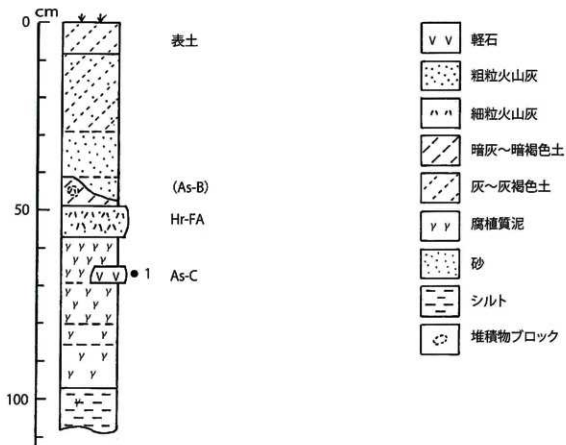 cm
0
50
100
表土
(As-B)
Hr-FA
1
As-C
軽石
粗粒火山灰
細粒火山灰
暗灰～暗褐色土
灰～灰褐色土
腐植質泥
砂
シルト
堆積物ブロック